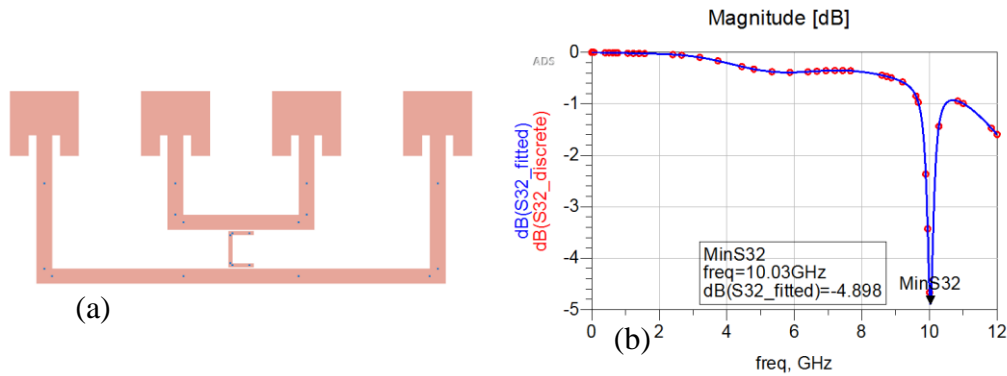 (a)
Magnitude [dB]
ADS
dB(S32_fitted)
dB(S32_discrete)
0
-1
-2
-3
-4
-5
MinS32
freq=10.03GHz
dB(S32_fitted)=-4.898
MinS32
0
2
4
6
8
10
12
(b)
freq, GHz